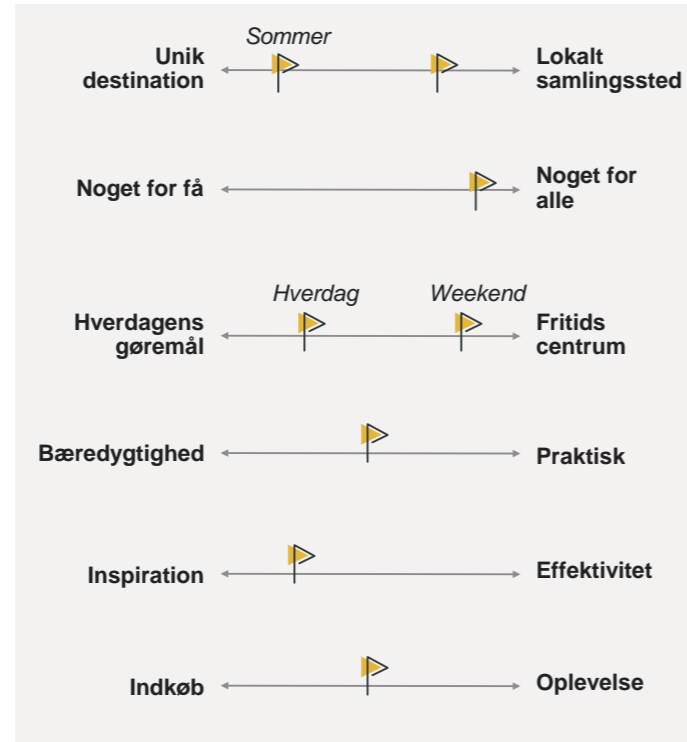 Sommer
Unik
destination
Lokalt
samlingssted
Noget for få
Noget for
alle
Hverdag
Weekend
Hverdagens
gøremål
Fritids
centrum
Bæredygtighed
Praktisk
Inspiration
Effektivitet
Indkøb
Oplevelse